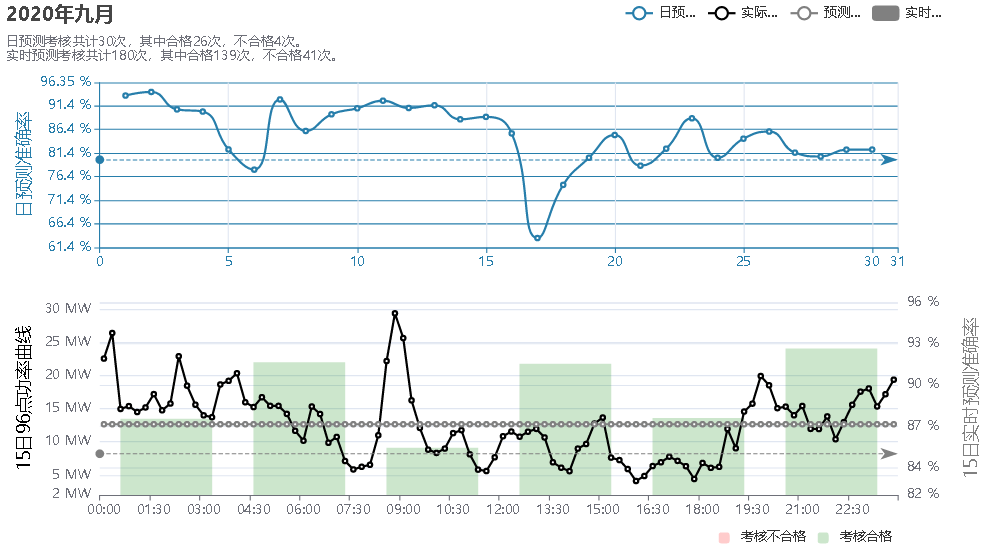 2020年九月
日预... 实际... 预测... 实时...
日预测考核共计30次，其中合格26次，不合格4次。
实时预测考核共计180次，其中合格139次，不合格41次。
日预测准确率
96.35 %
91.4 %
86.4 %
81.4 %
76.4 %
71.4 %
66.4 %
61.4 %
0 5 10 15 20 25 30 31
15日96点功率曲线
30 MW
25 MW
20 MW
15 MW
10 MW
5 MW
2 MW
96 %
93 %
90 %
87 %
84 %
82 %
15日实时预测准确率
00:00 01:30 03:00 04:30 06:00 07:30 09:00 10:30 12:00 13:30 15:00 16:30 18:00 19:30 21:00 22:30
考核不合格 考核合格